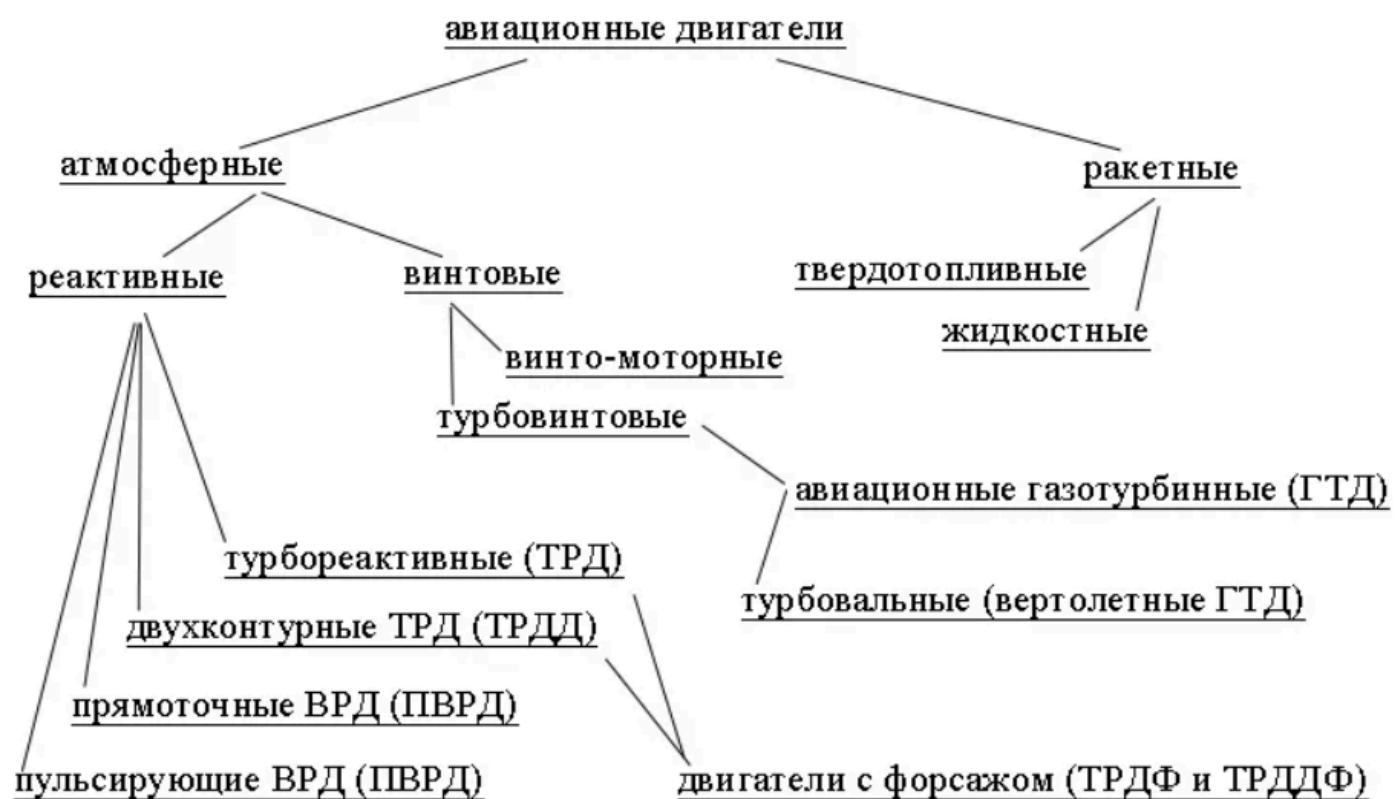 авиационные двигатели
атмосферные
ракетные
реактивные
винтовые
твердотопливные
жидкостные
винто-моторные
турбовинтовые
авиационные газотурбинные (ГТД)
турбореактивные (ТРД)
турбовальные (вертолетные ГТД)
двухконтурные ТРД (ТРДД)
прямоточные ВРД (ПВРД)
пульсирующие ВРД (ПВРД)
двигатели с форсажом (ТРДФ и ТРДДФ)